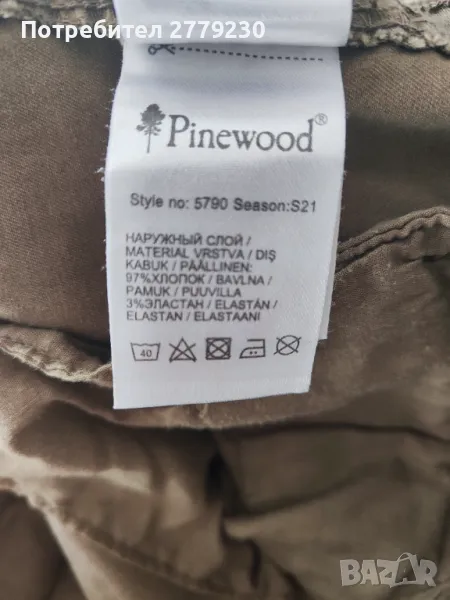 Потребител 2779230
Pinewood®
Style no: 5790 Season:S21
НАРУЖНЫЙ СЛОЙ /
MATERIAL VRSTVA / DIŞ
KABUK / PÄÄLLINEN:
97%ХЛОПОК / BAVLNA /
PAMUK / PUUVILLA
3%ЭЛАСТАН / ELASTÁN /
ELASTAN / ELASTAANI
40
BAZAR